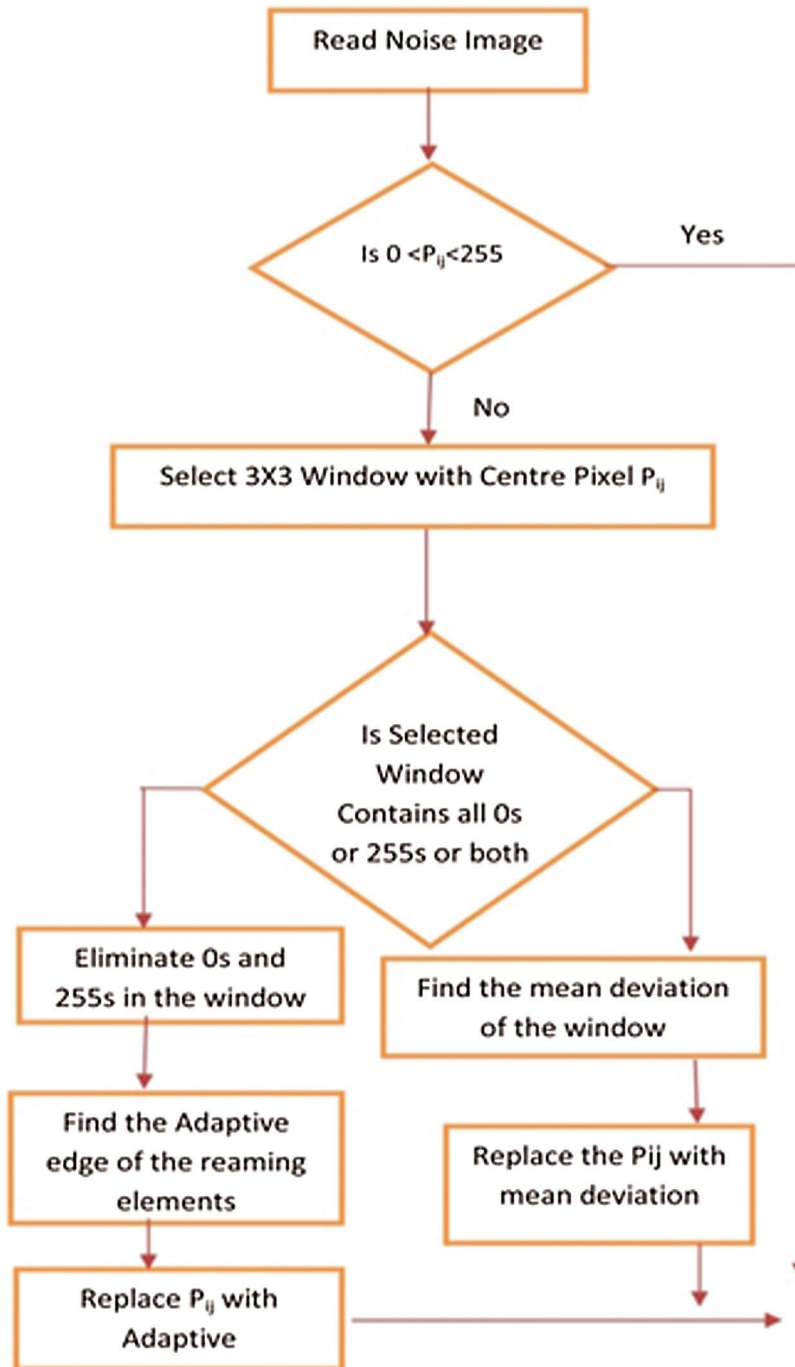 Read Noise Image
Is 0 <Pij<255
Yes
No
Select 3X3 Window with Centre Pixel Pij
Is Selected
Window
Contains all 0s
or 255s or both
Eliminate 0s and
255s in the window
Find the mean deviation
of the window
Find the Adaptive
edge of the reaming
elements
Replace the Pij with
mean deviation
Replace Pij with
Adaptive